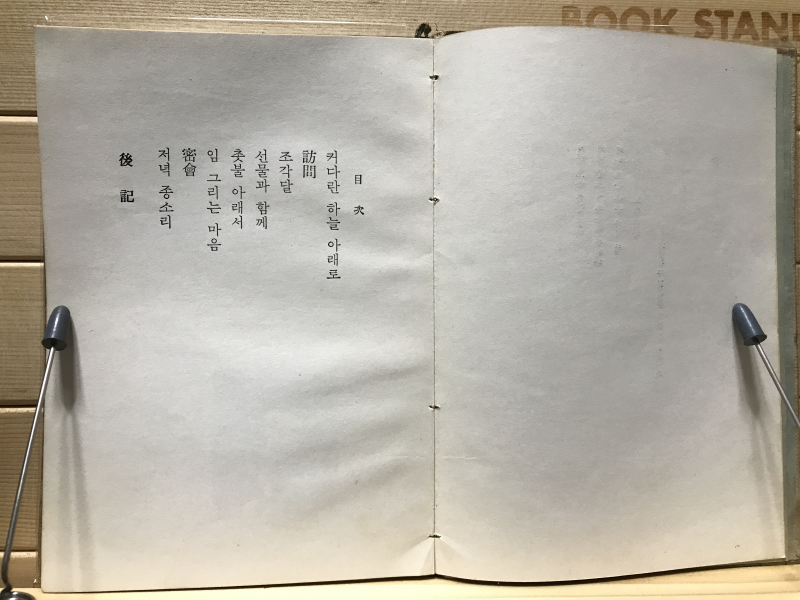 BOOK STAND
目次
커다란 하늘 아래로
訪問
조각달
선물과 함께
촛불 아래서
임 그리는 마음
密會
저녁 종소리
後記